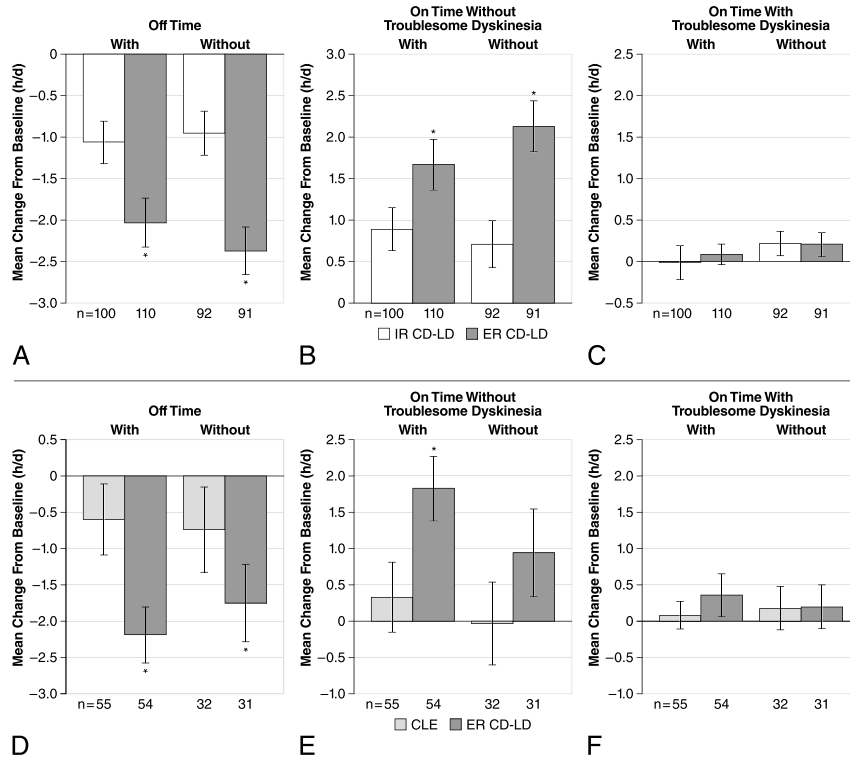 Off Time
With Without
Mean Change From Baseline (h/d)
0
−0.5
−1.0
−1.5
−2.0
−2.5
−3.0
*
*
n=100 110 92 91
A
On Time Without
Troublesome Dyskinesia
With Without
Mean Change From Baseline (h/d)
3.0
2.5
2.0
1.5
1.0
0.5
0
*
*
n=100 110 92 91
B
IR CD-LD ER CD-LD
On Time With
Troublesome Dyskinesia
With Without
Mean Change From Baseline (h/d)
2.5
2.0
1.5
1.0
0.5
0
−0.5
n=100 110 92 91
C
Off Time
With Without
Mean Change From Baseline (h/d)
0.5
0
−0.5
−1.0
−1.5
−2.0
−2.5
−3.0
*
*
n=55 54 32 31
D
On Time Without
Troublesome Dyskinesia
With Without
Mean Change From Baseline (h/d)
2.5
2.0
1.5
1.0
0.5
0
−0.5
−1.0
*
n=55 54 32 31
E
CLE ER CD-LD
On Time With
Troublesome Dyskinesia
With Without
Mean Change From Baseline (h/d)
2.5
2.0
1.5
1.0
0.5
0
−0.5
−1.0
n=55 54 32 31
F